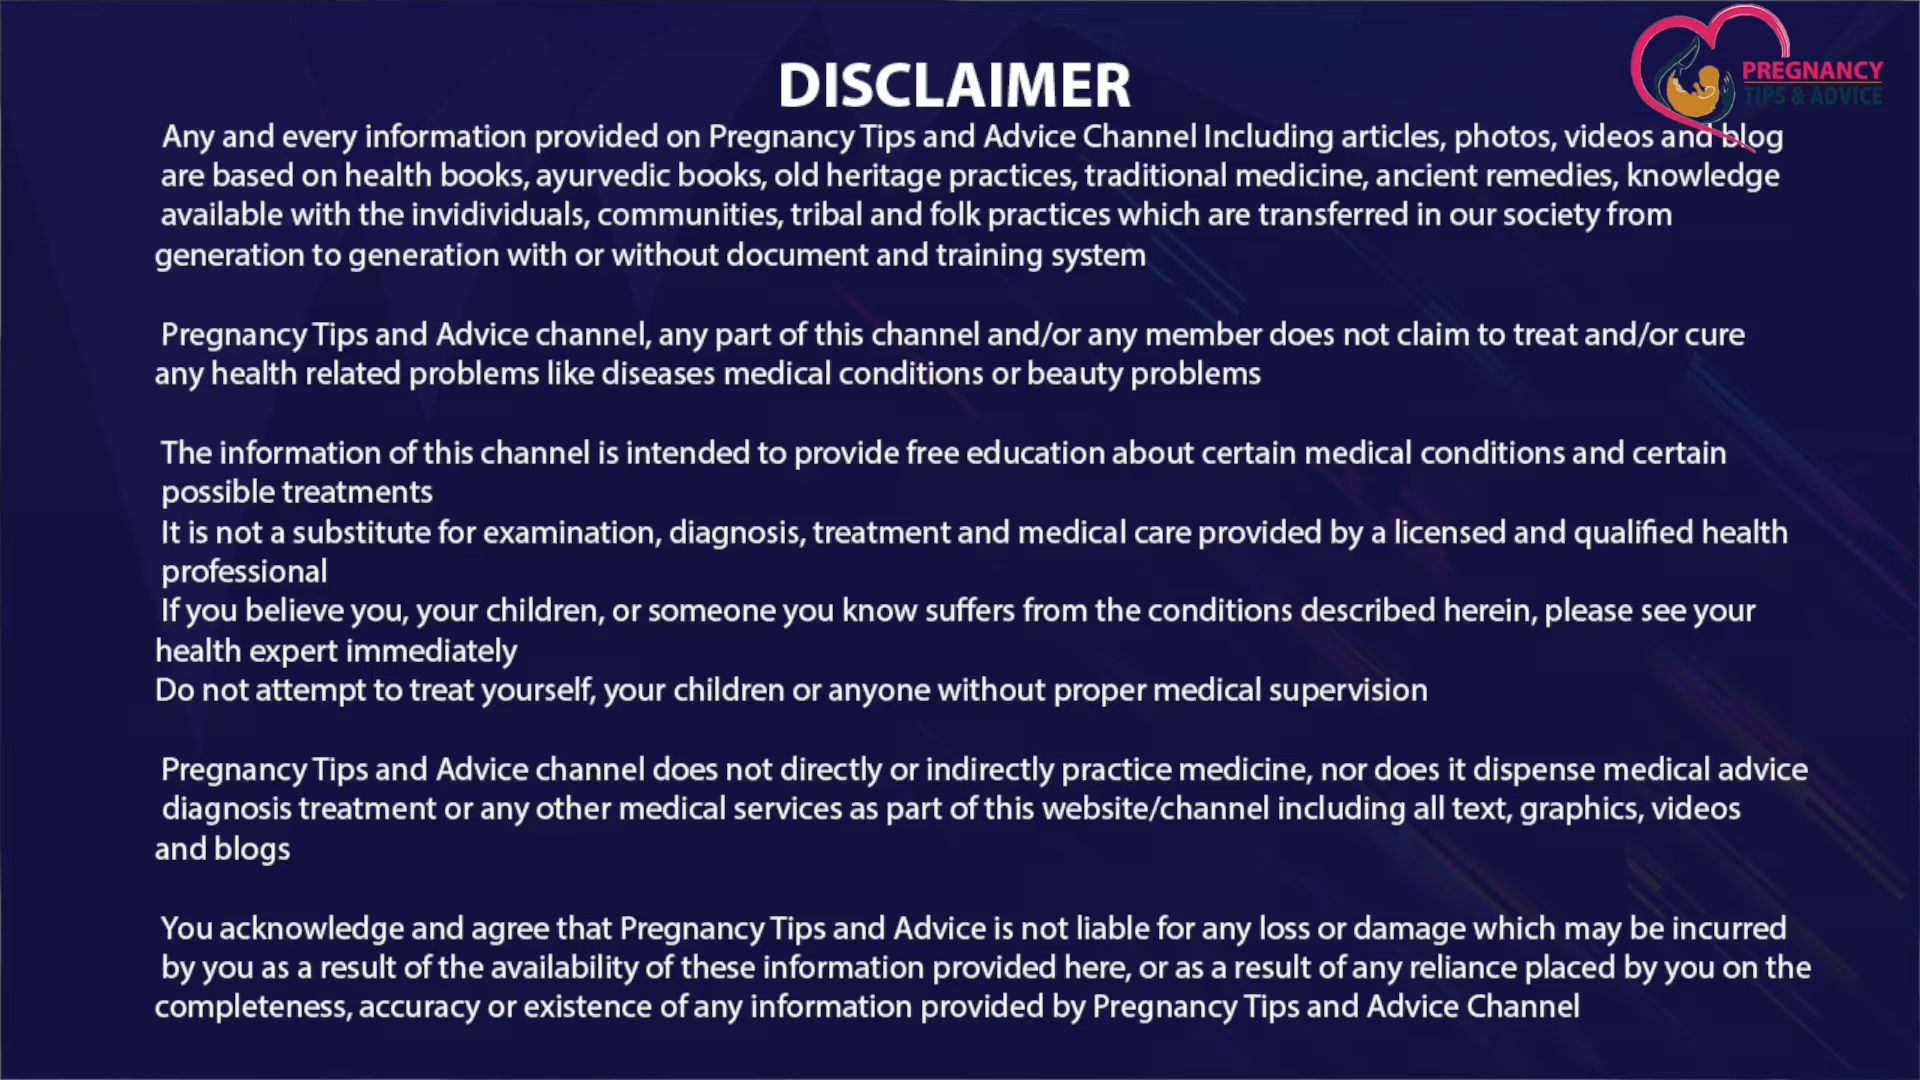 DISCLAIMER
PREGNANCY
TIPS & ADVICE
Any and every information provided on Pregnancy Tips and Advice Channel Including articles, photos, videos and blog
are based on health books, ayurvedic books, old heritage practices, traditional medicine, ancient remedies, knowledge
available with the invidividuals, communities, tribal and folk practices which are transferred in our society from
generation to generation with or without document and training system
Pregnancy Tips and Advice channel, any part of this channel and/or any member does not claim to treat and/or cure
any health related problems like diseases medical conditions or beauty problems
The information of this channel is intended to provide free education about certain medical conditions and certain
possible treatments
It is not a substitute for examination, diagnosis, treatment and medical care provided by a licensed and qualified health
professional
If you believe you, your children, or someone you know suffers from the conditions described herein, please see your
health expert immediately
Do not attempt to treat yourself, your children or anyone without proper medical supervision
Pregnancy Tips and Advice channel does not directly or indirectly practice medicine, nor does it dispense medical advice
diagnosis treatment or any other medical services as part of this website/channel including all text, graphics, videos
and blogs
You acknowledge and agree that Pregnancy Tips and Advice is not liable for any loss or damage which may be incurred
by you as a result of the availability of these information provided here, or as a result of any reliance placed by you on the
completeness, accuracy or existence of any information provided by Pregnancy Tips and Advice Channel